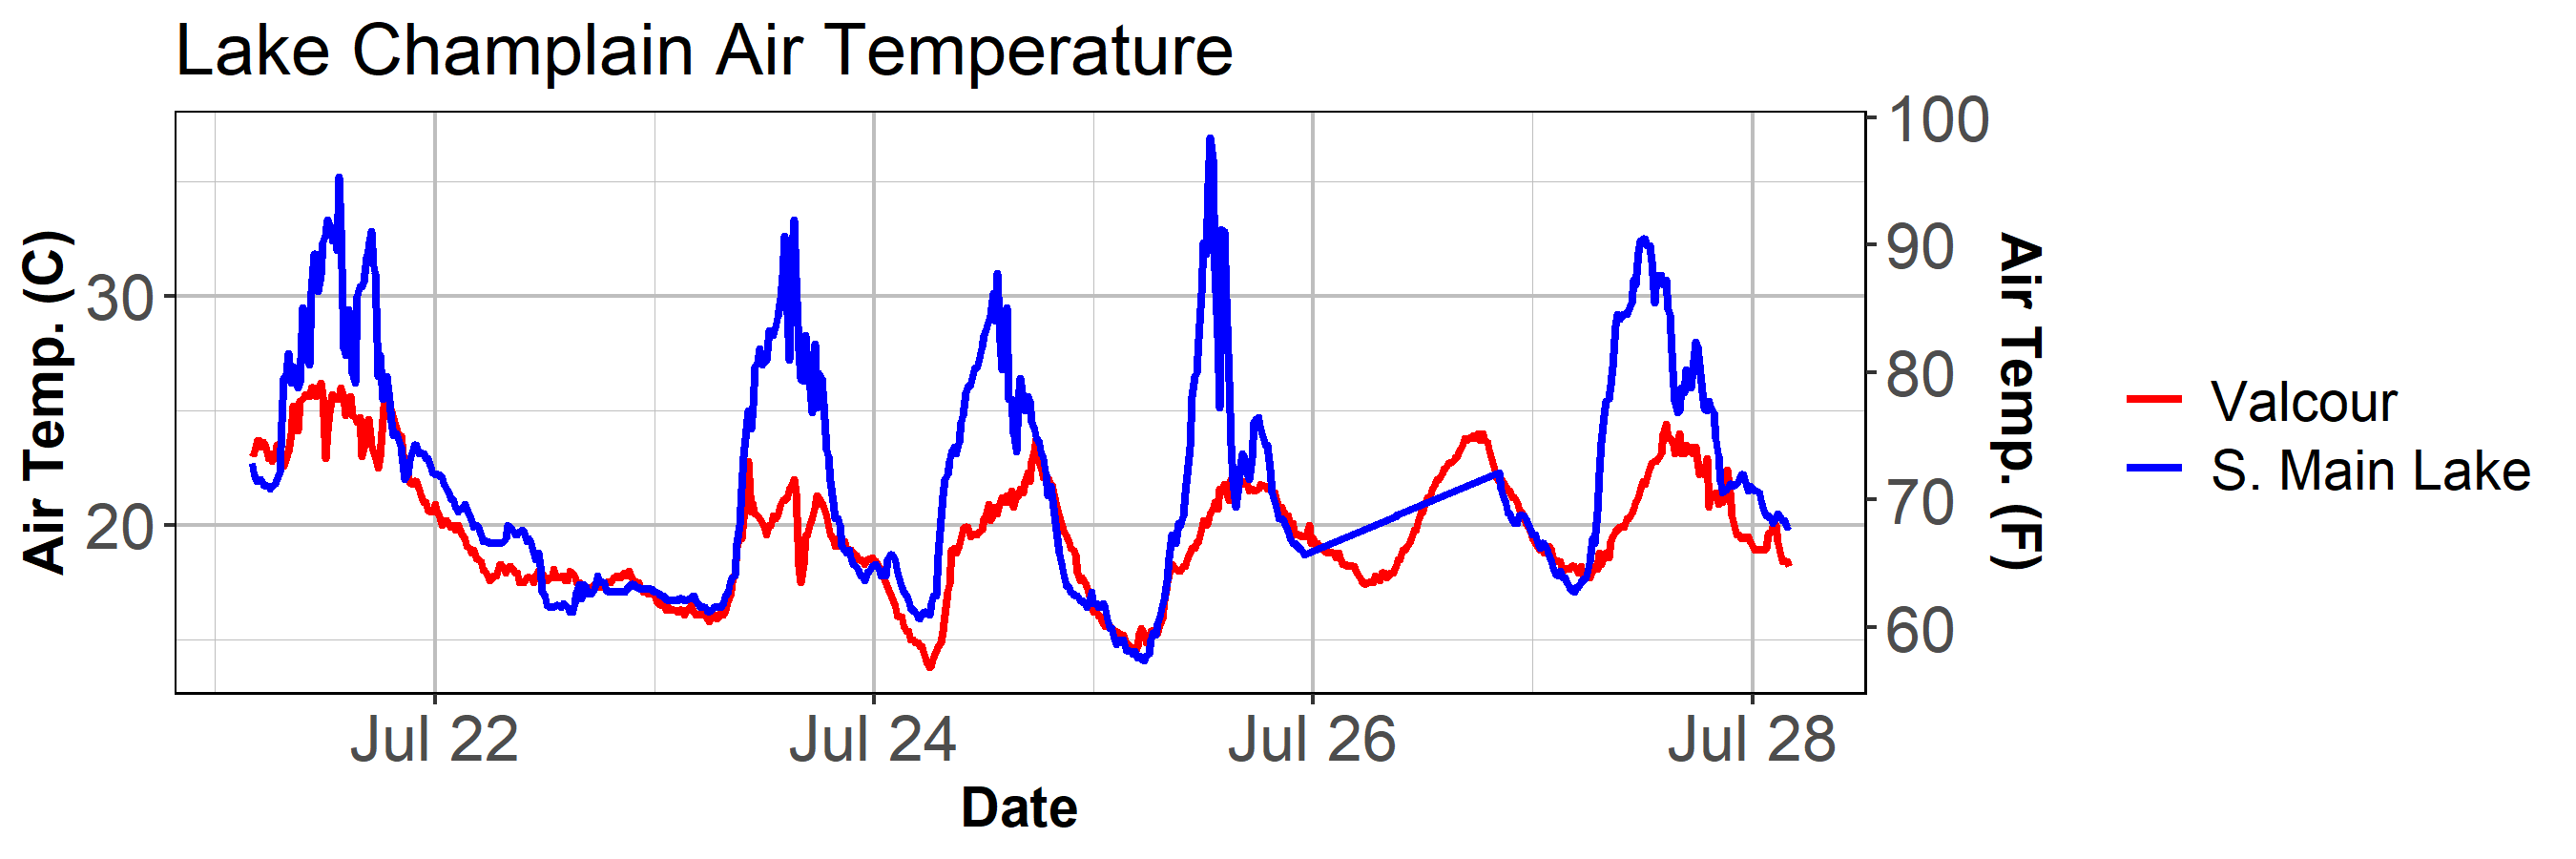 Lake Champlain Air Temperature
Air Temp. (C)
30
20
100
90
80
70
60
Air Temp. (F)
Jul 22
Jul 24
Jul 26
Jul 28
Date
Valcour
S. Main Lake